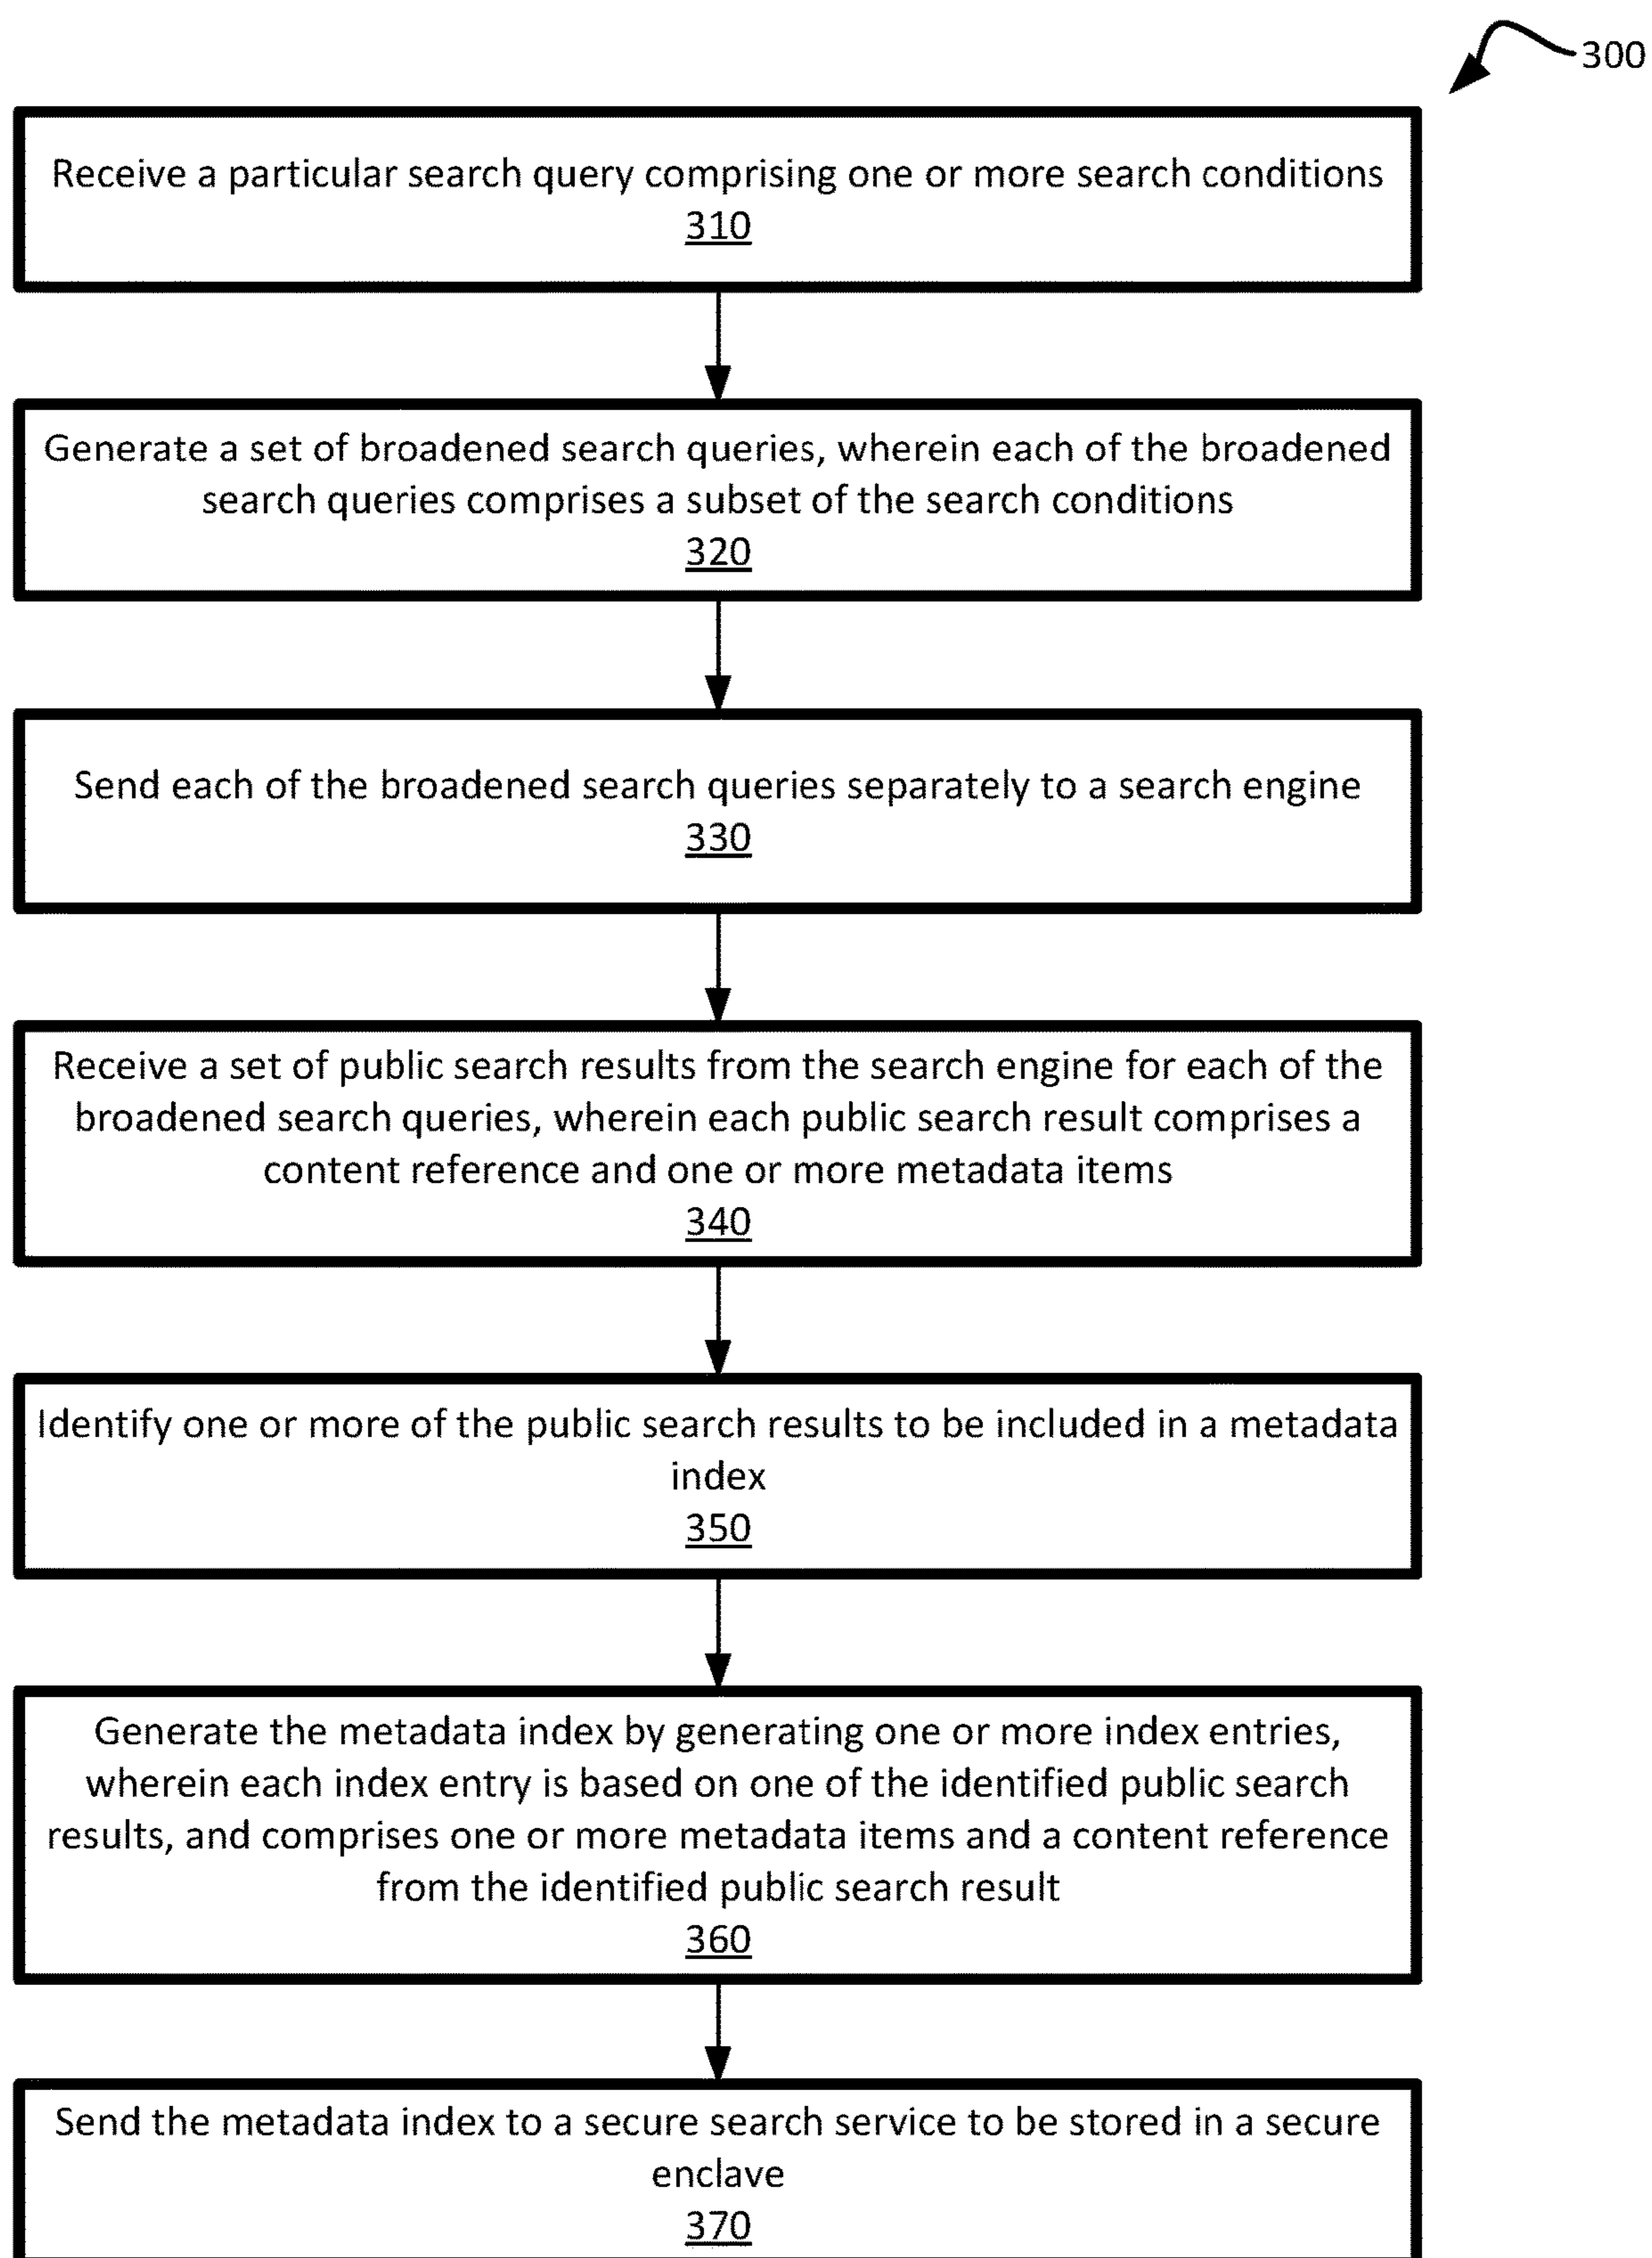 300
Receive a particular search query comprising one or more search conditions
310
Generate a set of broadened search queries, wherein each of the broadened
search queries comprises a subset of the search conditions
320
Send each of the broadened search queries separately to a search engine
330
Receive a set of public search results from the search engine for each of the
broadened search queries, wherein each public search result comprises a
content reference and one or more metadata items
340
Identify one or more of the public search results to be included in a metadata
index
350
Generate the metadata index by generating one or more index entries,
wherein each index entry is based on one of the identified public search
results, and comprises one or more metadata items and a content reference
from the identified public search result
360
Send the metadata index to a secure search service to be stored in a secure
enclave
370